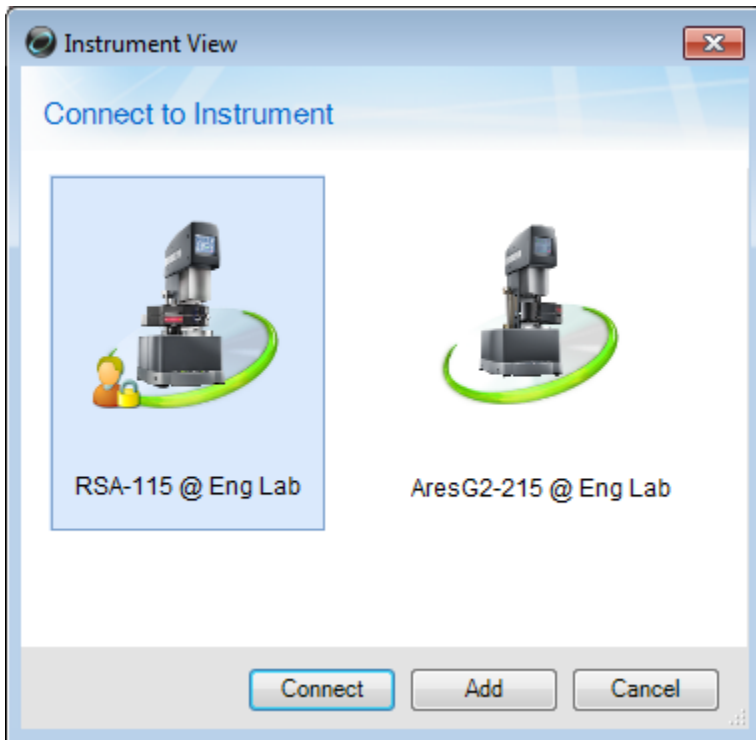 Instrument View
Connect to Instrument
RSA-115 @ Eng Lab
AresG2-215 @ Eng Lab
Connect
Add
Cancel